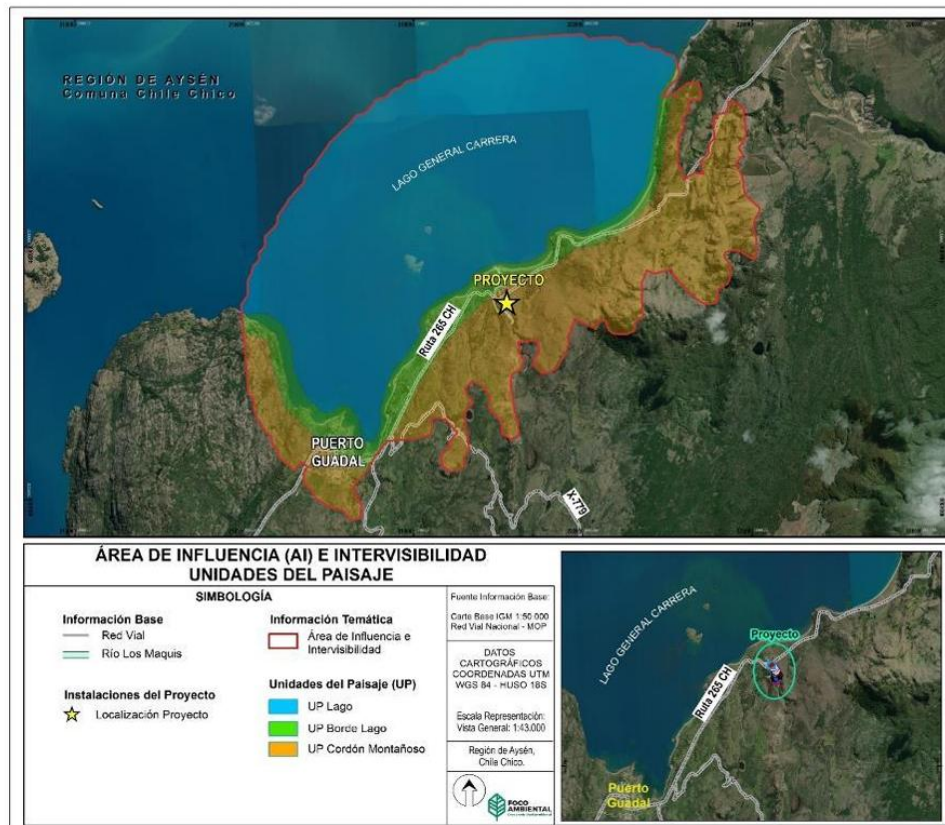 REGIÓN DE AYSÉN
Comuna Chile Chico
LAGO GENERAL CARRERA
PROYECTO
Ruta 265 CH
PUERTO
GUADAL
X-779
ÁREA DE INFLUENCIA (AI) E INTERVISIBILIDAD
UNIDADES DEL PAISAJE
SIMBOLOGÍA
Información Base
Red Vial
Río Los Maquis
Instalaciones del Proyecto
Localización Proyecto
Información Temática
Área de Influencia e
Intervisibilidad
Unidades del Paisaje (UP)
UP Lago
UP Borde Lago
UP Cordón Montañoso
Fuente Información Base:
Carte Base IGM 1:50 000
Red Vial Nacional - MOP
DATOS
CARTOGRÁFICOS
COORDENADAS UTM
WGS 84 - HUSO 18S
Escala Representación:
Vista General: 1:43.000
Región de Aysén,
Chile Chico.
FOCO
AMBIENTAL
LAGO GENERAL CARRERA
Proyecto
Ruta 265 CH
Puerto
Guadal